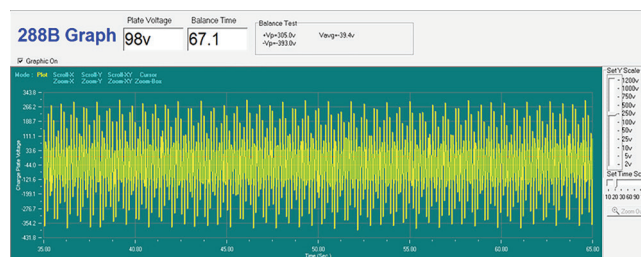 288B Graph
Plate Voltage
98v
Balance Time
67.1
Balance Test
+Vp=305.0v
Vavg=-39.4v
-Vp=-393.0v
Graphic On
Mode : Plot Scroll-X Scroll-Y Scroll-XY Cursor
Zoom-X Zoom-Y Zoom-XY Zoom-Box
Charge Plate Voltage
343.8
266.2
188.7
111.1
33.6
-44.0
-121.6
-199.1
-276.7
-354.2
-431.8
25.00
40.00
45.00
50.00
55.00
60.00
65.00
Time (Sec.)
Set Y Scale
1200v
1000v
750v
500v
250v
100v
50v
25v
10v
5v
2v
Set Time Sc
10 20 30 60 90
Zoom Ou